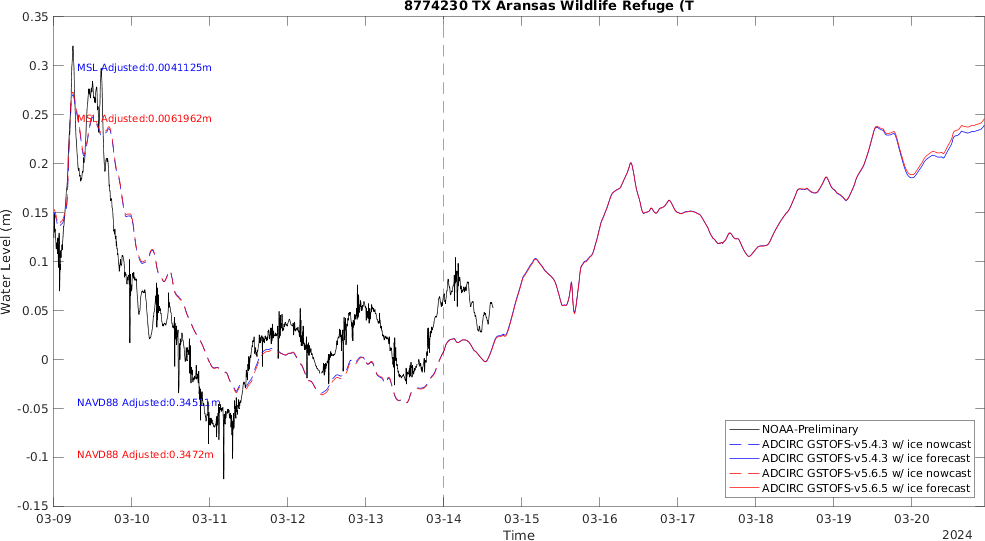 8774230 TX Aransas Wildlife Refuge (T
0.35
0.3
0.25
0.2
0.15
0.1
0.05
0
-0.05
-0.1
-0.15
Water Level (m)
MSL Adjusted:0.0041125m
MSL Adjusted:0.0061962m
NAVD88 Adjusted:0.3472m
NOAA-Preliminary
ADCIRC GSTOFS-v5.4.3 w/ ice nowcast
ADCIRC GSTOFS-v5.4.3 w/ ice forecast
ADCIRC GSTOFS-v5.6.5 w/ ice nowcast
ADCIRC GSTOFS-v5.6.5 w/ ice forecast
03-09 03-10 03-11 03-12 03-13 03-14 03-15 03-16 03-17 03-18 03-19 03-20
Time
2024